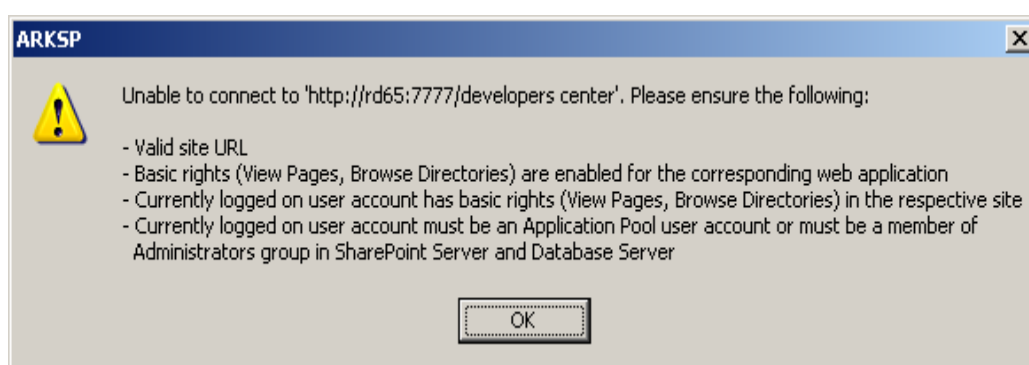 ARKSP
Unable to connect to 'http://rd65:7777/developers center'. Please ensure the following:
- Valid site URL
- Basic rights (View Pages, Browse Directories) are enabled for the corresponding web application
- Currently logged on user account has basic rights (View Pages, Browse Directories) in the respective site
- Currently logged on user account must be an Application Pool user account or must be a member of
Administrators group in SharePoint Server and Database Server
OK